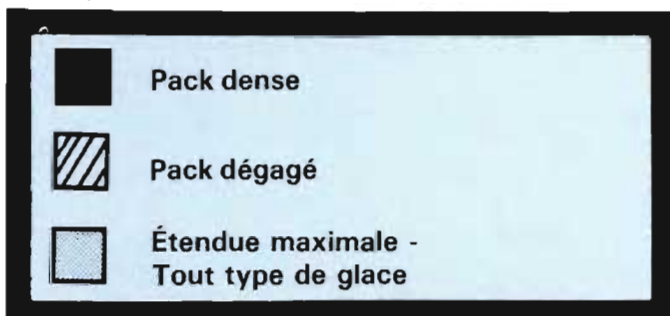 Pack dense
Pack dégagé
Étendue maximale -
Tout type de glace